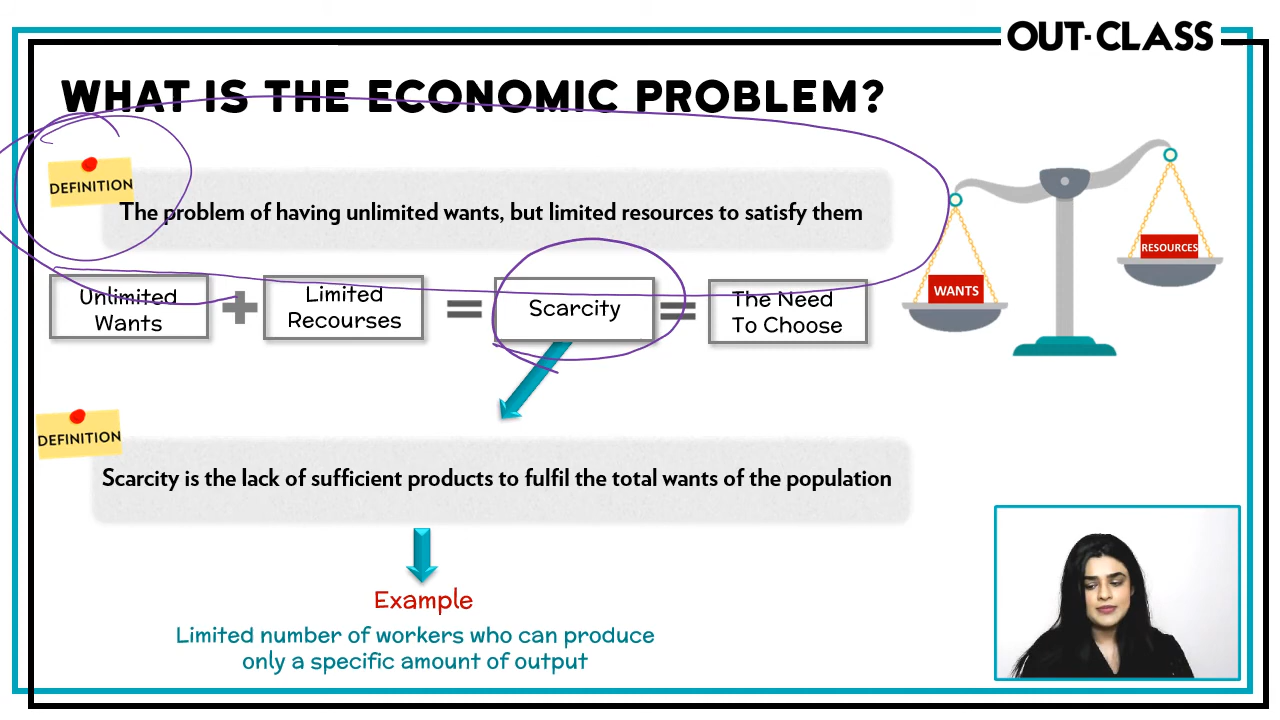 OUT-CLASS
WHAT IS THE ECONOMIC PROBLEM?
DEFINITION
The problem of having unlimited wants, but limited resources to satisfy them
Unlimited
Wants
+
Limited
Recourses
=
Scarcity
=
The Need
To Choose
WANTS
RESOURCES
DEFINITION
Scarcity is the lack of sufficient products to fulfil the total wants of the population
Example
Limited number of workers who can produce
only a specific amount of output